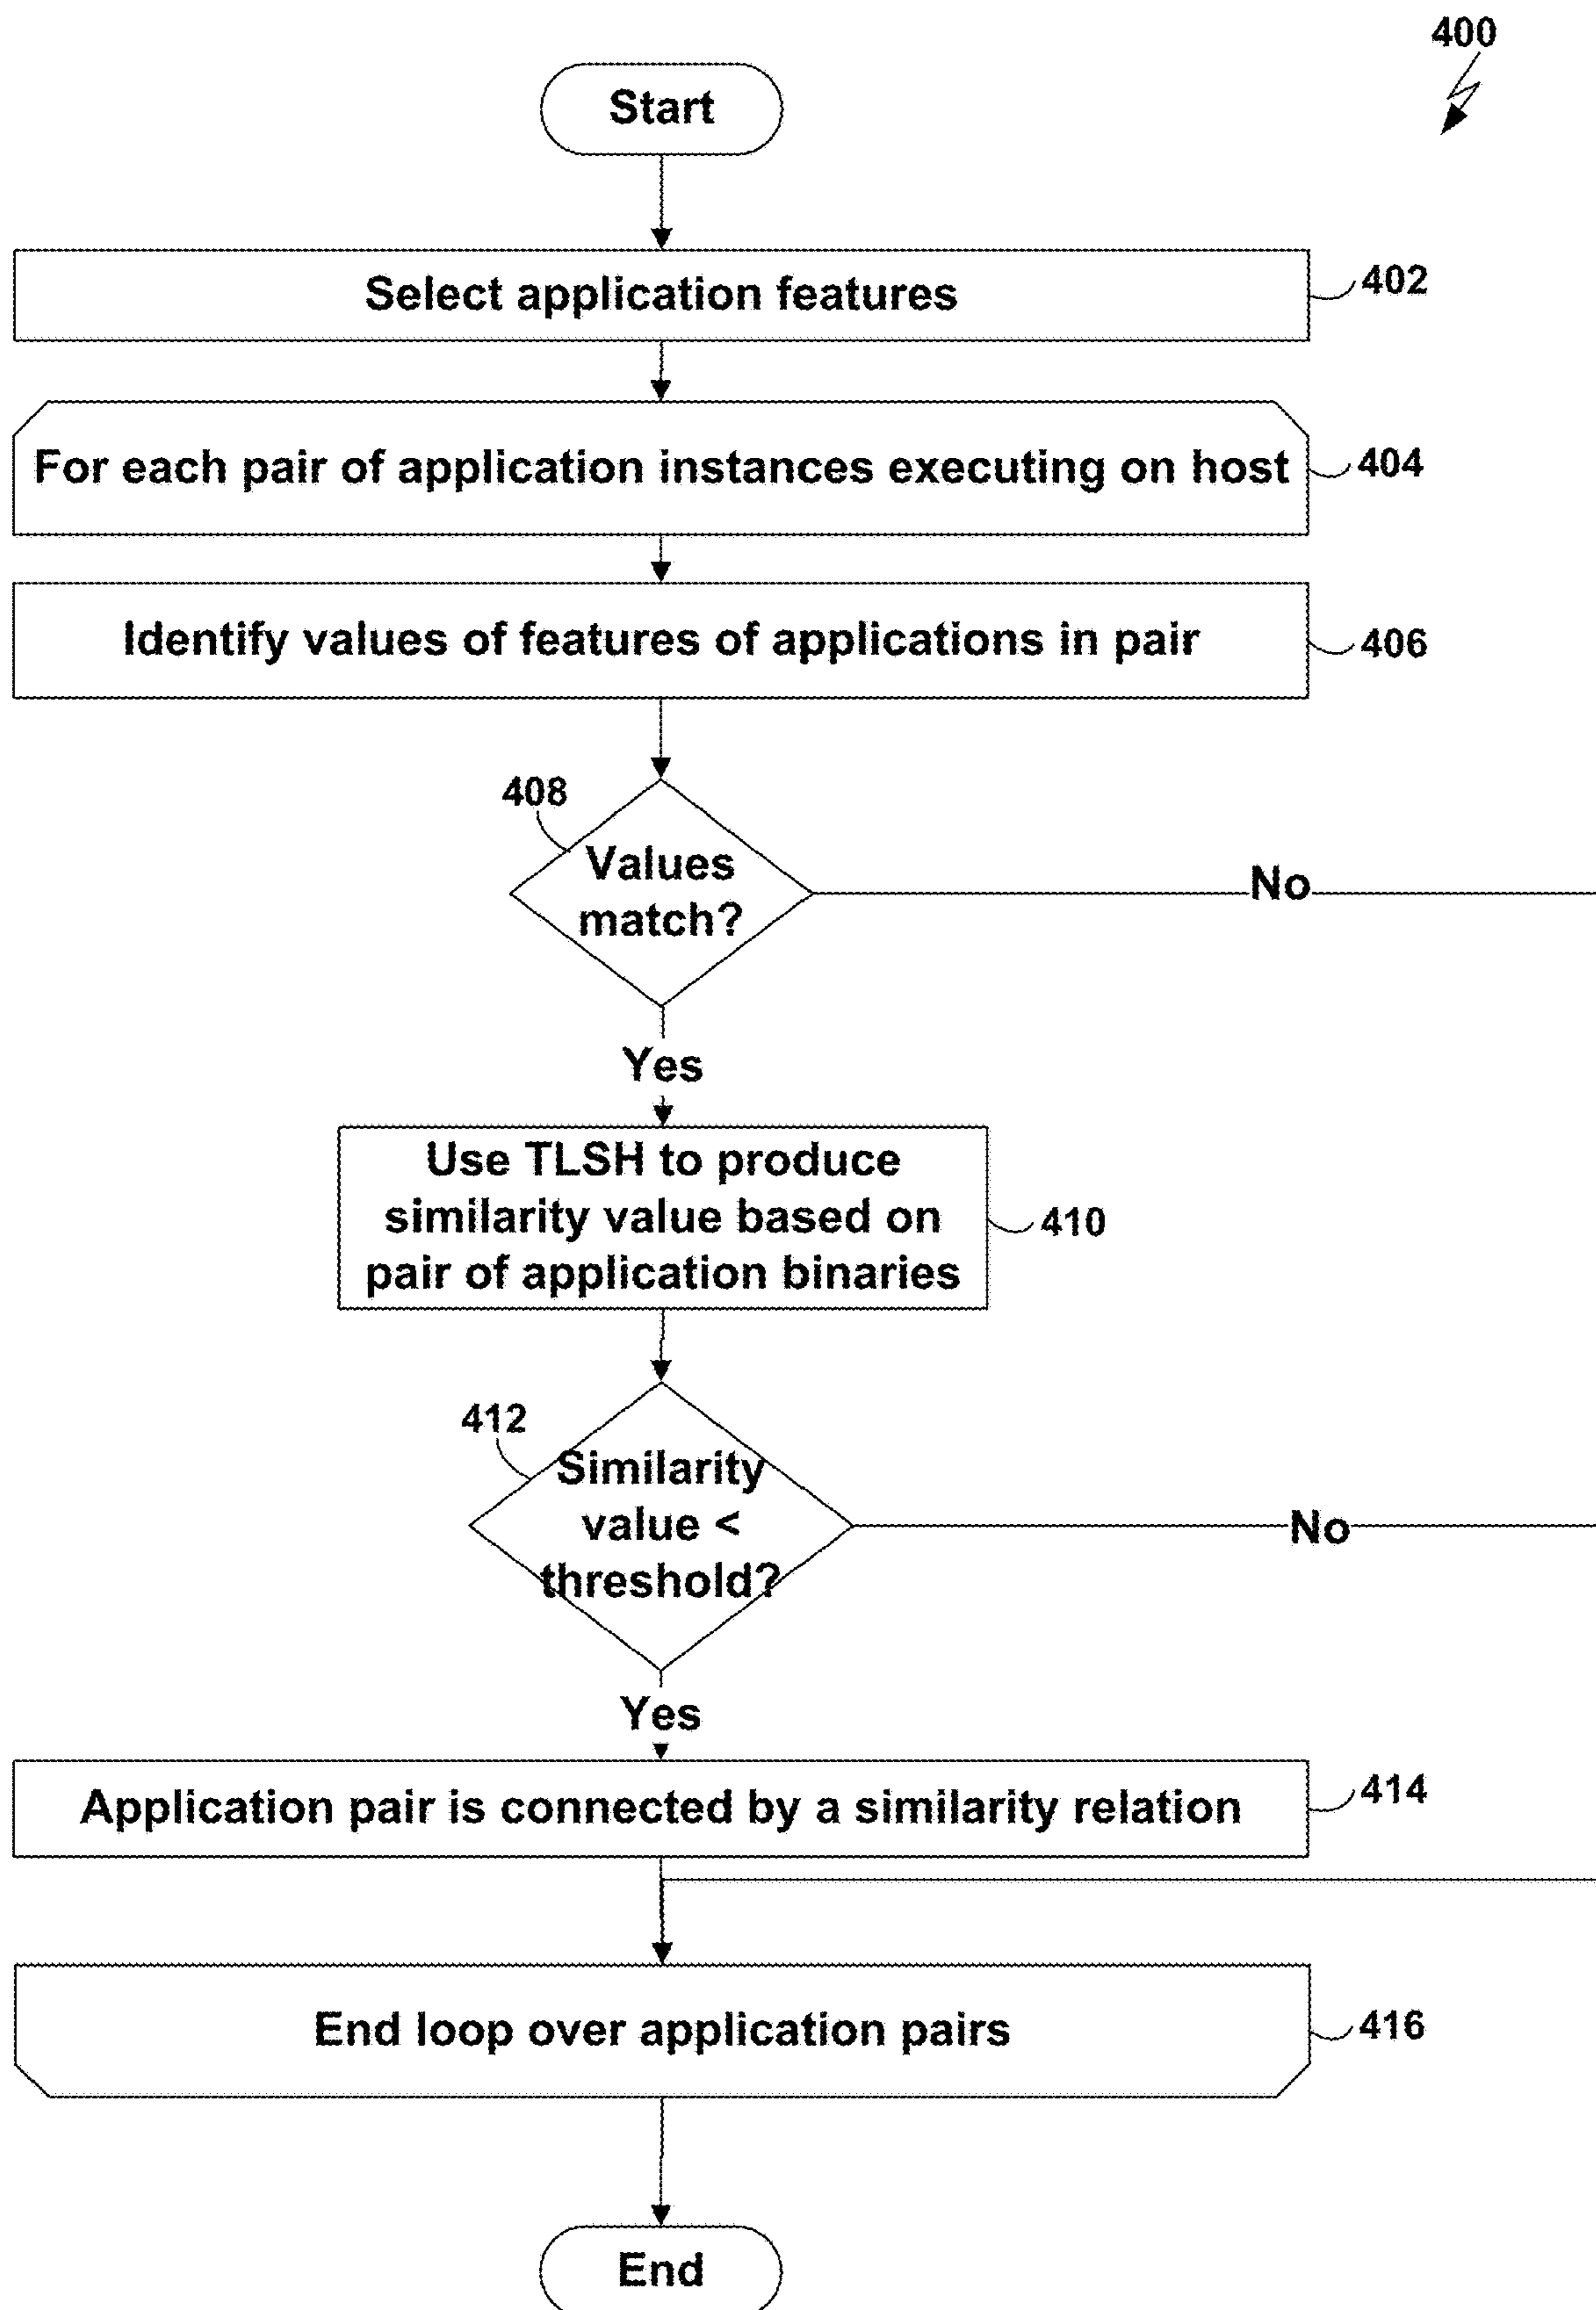 400
Start
Select application features
402
For each pair of application instances executing on host
404
Identify values of features of applications in pair
406
408
Values
match?
No
Yes
Use TLSH to produce
similarity value based on
pair of application binaries
410
412
Similarity
value <
threshold?
No
Yes
Application pair is connected by a similarity relation
414
End loop over application pairs
416
End